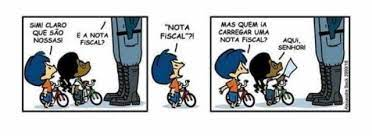 SIM! CLARO
QUE SÃO
NOSSAS!
E A NOTA
FISCAL?
"NOTA
FISCAL"?!
MAS QUEM IA
CARREGAR UMA
NOTA FISCAL?
AQUI,
SENHOR!